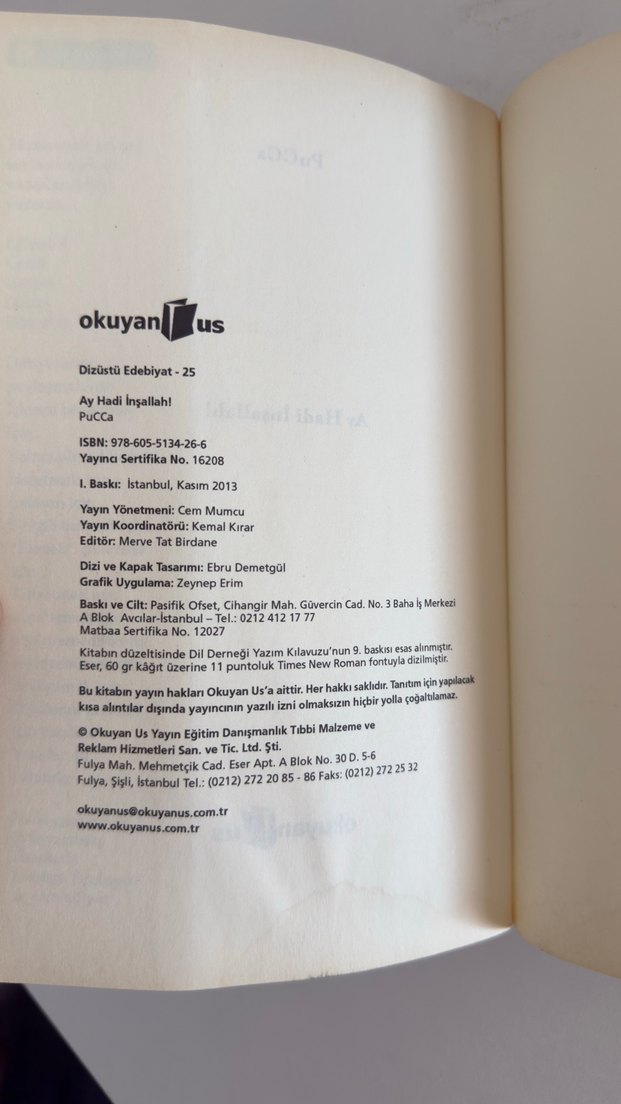 okuyan us
Dizüstü Edebiyat - 25
Ay Hadi İnşallah!
PuCCa
ISBN: 978-605-5134-26-6
Yayıncı Sertifika No. 16208
I. Baskı: İstanbul, Kasım 2013
Yayın Yönetmeni: Cem Mumcu
Yayın Koordinatörü: Kemal Kırar
Editör: Merve Tat Birdane
Dizi ve Kapak Tasarımı: Ebru Demetgül
Grafik Uygulama: Zeynep Erim
Baskı ve Cilt: Pasifik Ofset, Cihangir Mah. Güvercin Cad. No. 3 Baha İş Merkezi
A Blok Avcılar-İstanbul – Tel.: 0212 412 17 77
Matbaa Sertifika No. 12027
Kitabın düzeltisinde Dil Derneği Yazım Kılavuzu'nun 9. baskısı esas alınmıştır.
Eser, 60 gr kâğıt üzerine 11 puntoluk Times New Roman fontuyla dizilmiştir.
Bu kitabın yayın hakları Okuyan Us'a aittir. Her hakkı saklıdır. Tanıtım için yapılacak
kısa alıntılar dışında yayıncının yazılı izni olmaksızın hiçbir yolla çoğaltılamaz.
© Okuyan Us Yayın Eğitim Danışmanlık Tıbbi Malzeme ve
Reklam Hizmetleri San. ve Tic. Ltd. Şti.
Fulya Mah. Mehmetçik Cad. Eser Apt. A Blok No. 30 D. 5-6
Fulya, Şişli, İstanbul Tel.: (0212) 272 20 85 - 86 Faks: (0212) 272 25 32
okuyanus@okuyanus.com.tr
www.okuyanus.com.tr
PuCCa
Ay Hadi İnşallah!
okuyan us